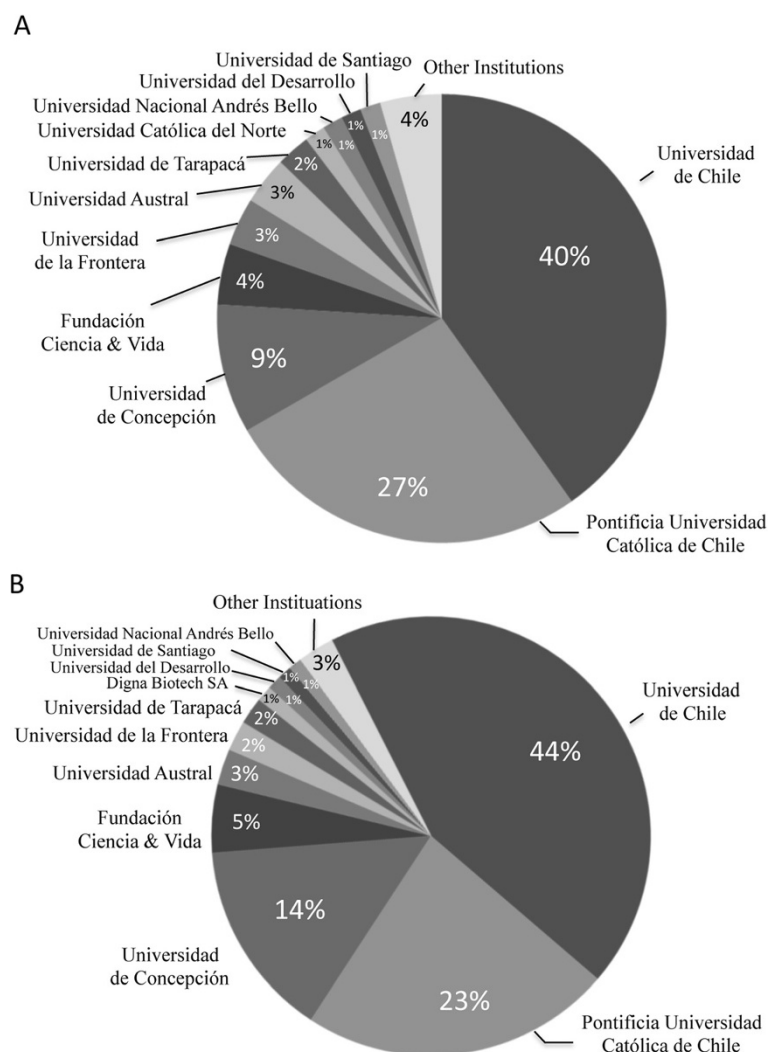 A
Universidad de Santiago
Universidad del Desarrollo
Other Institutions
Universidad Nacional Andrés Bello
Universidad Católica del Norte
Universidad de Tarapacá
Universidad Austral
Universidad
de la Frontera
Fundación
Ciencia & Vida
Universidad
de Concepción
Universidad
de Chile
Pontificia Universidad
Católica de Chile
40%
27%
9%
4%
3%
3%
2%
1%
1%
1%
1%
4%
B
Other Instituations
Universidad Nacional Andrés Bello
Universidad de Santiago
Universidad del Desarrollo
Digna Biotech SA
Universidad de Tarapacá
Universidad de la Frontera
Universidad Austral
Fundación
Ciencia & Vida
Universidad
de Concepción
Universidad
de Chile
Pontificia Universidad
Católica de Chile
44%
23%
14%
5%
3%
2%
2%
1%
1%
1%
1%
3%